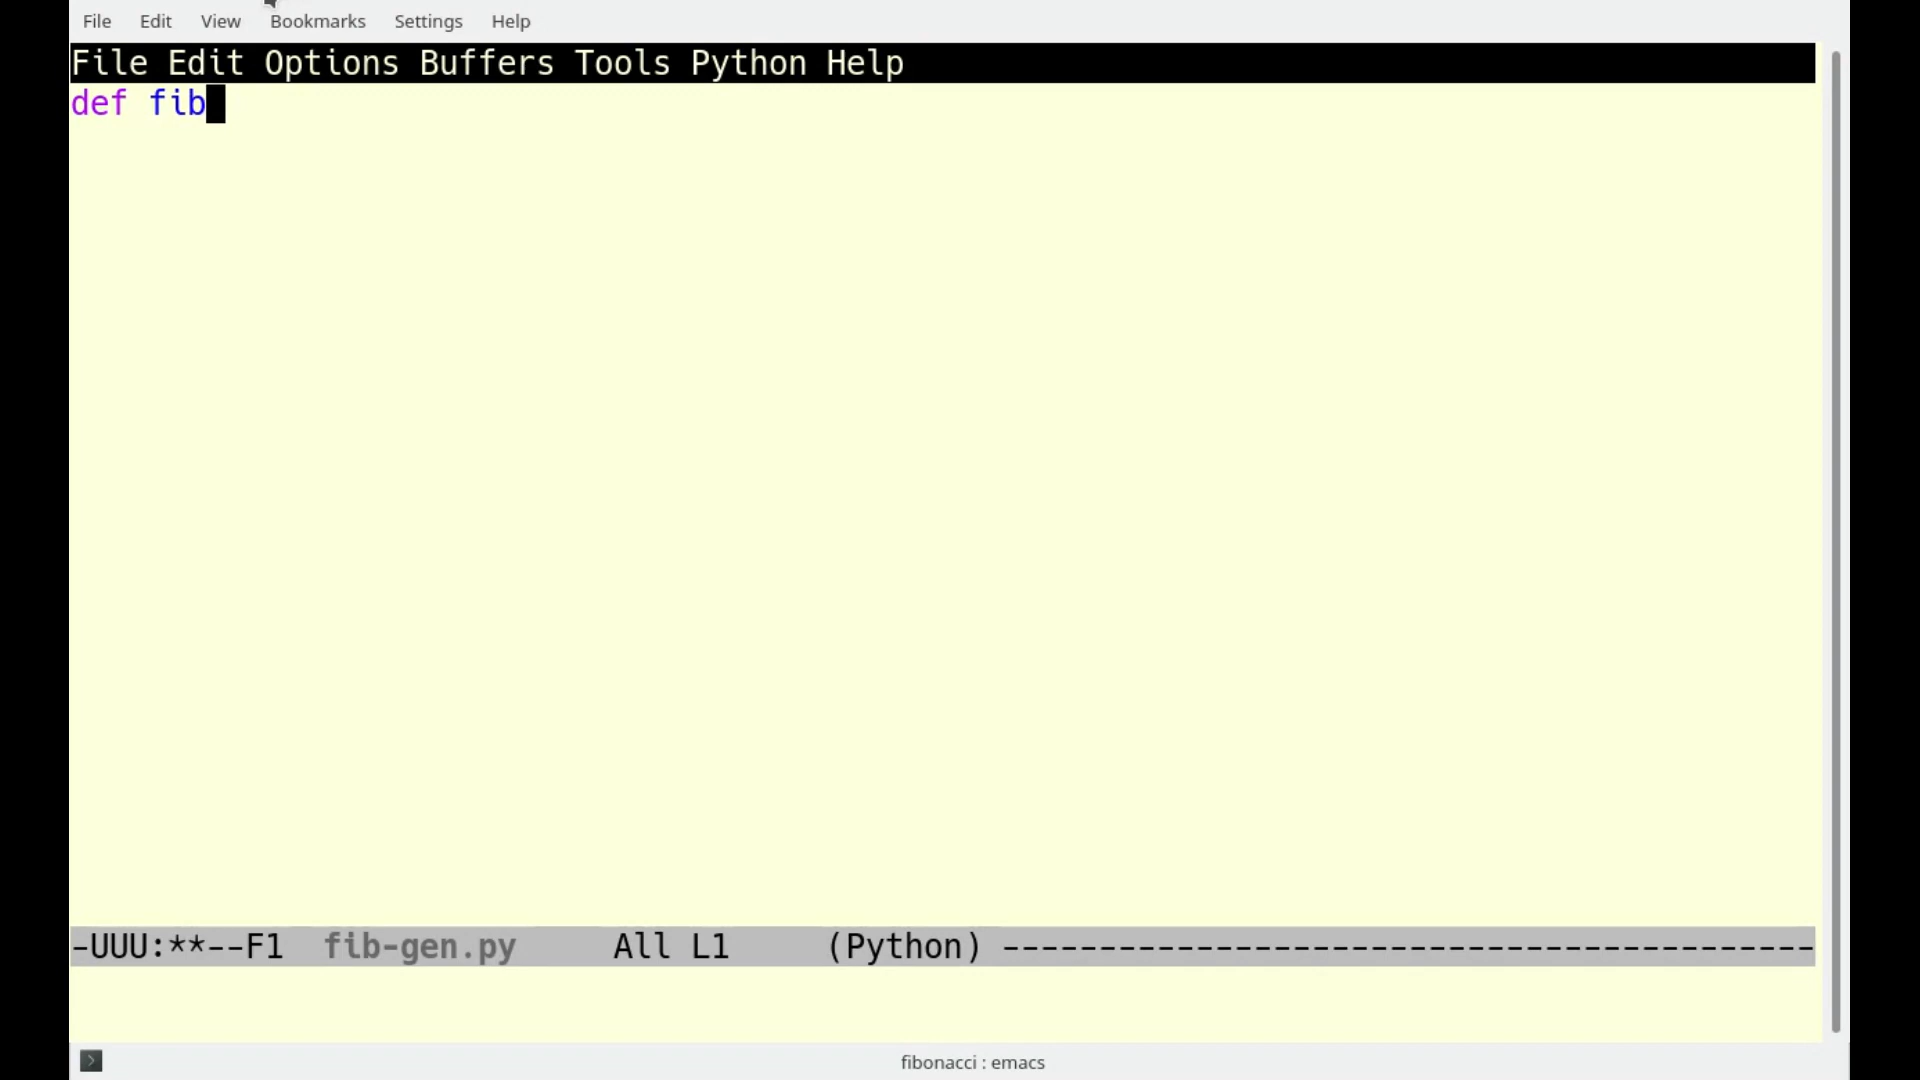 File Edit View Bookmarks Settings Help
File Edit Options Buffers Tools Python Help
def fib
-UUU:**--F1  fib-gen.py     All L1     (Python) ------------------------------------------
fibonacci : emacs